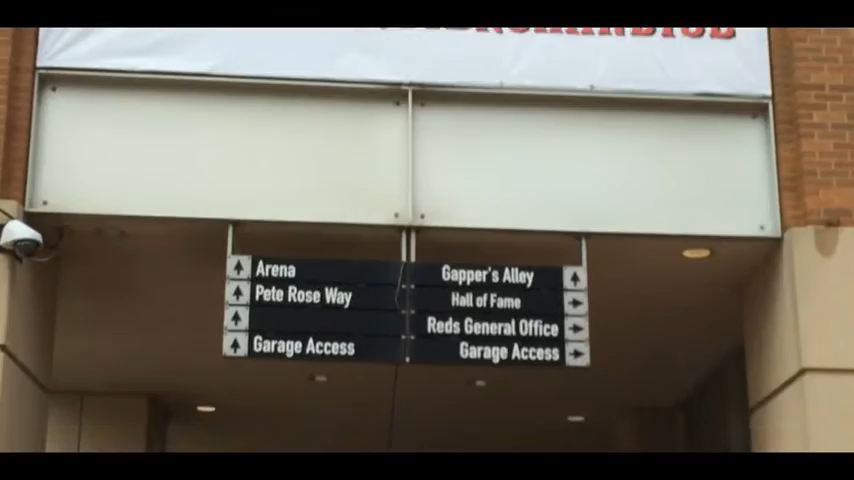 Arena
Pete Rose Way
Garage Access
Gapper's Alley
Hall of Fame
Reds General Office
Garage Access